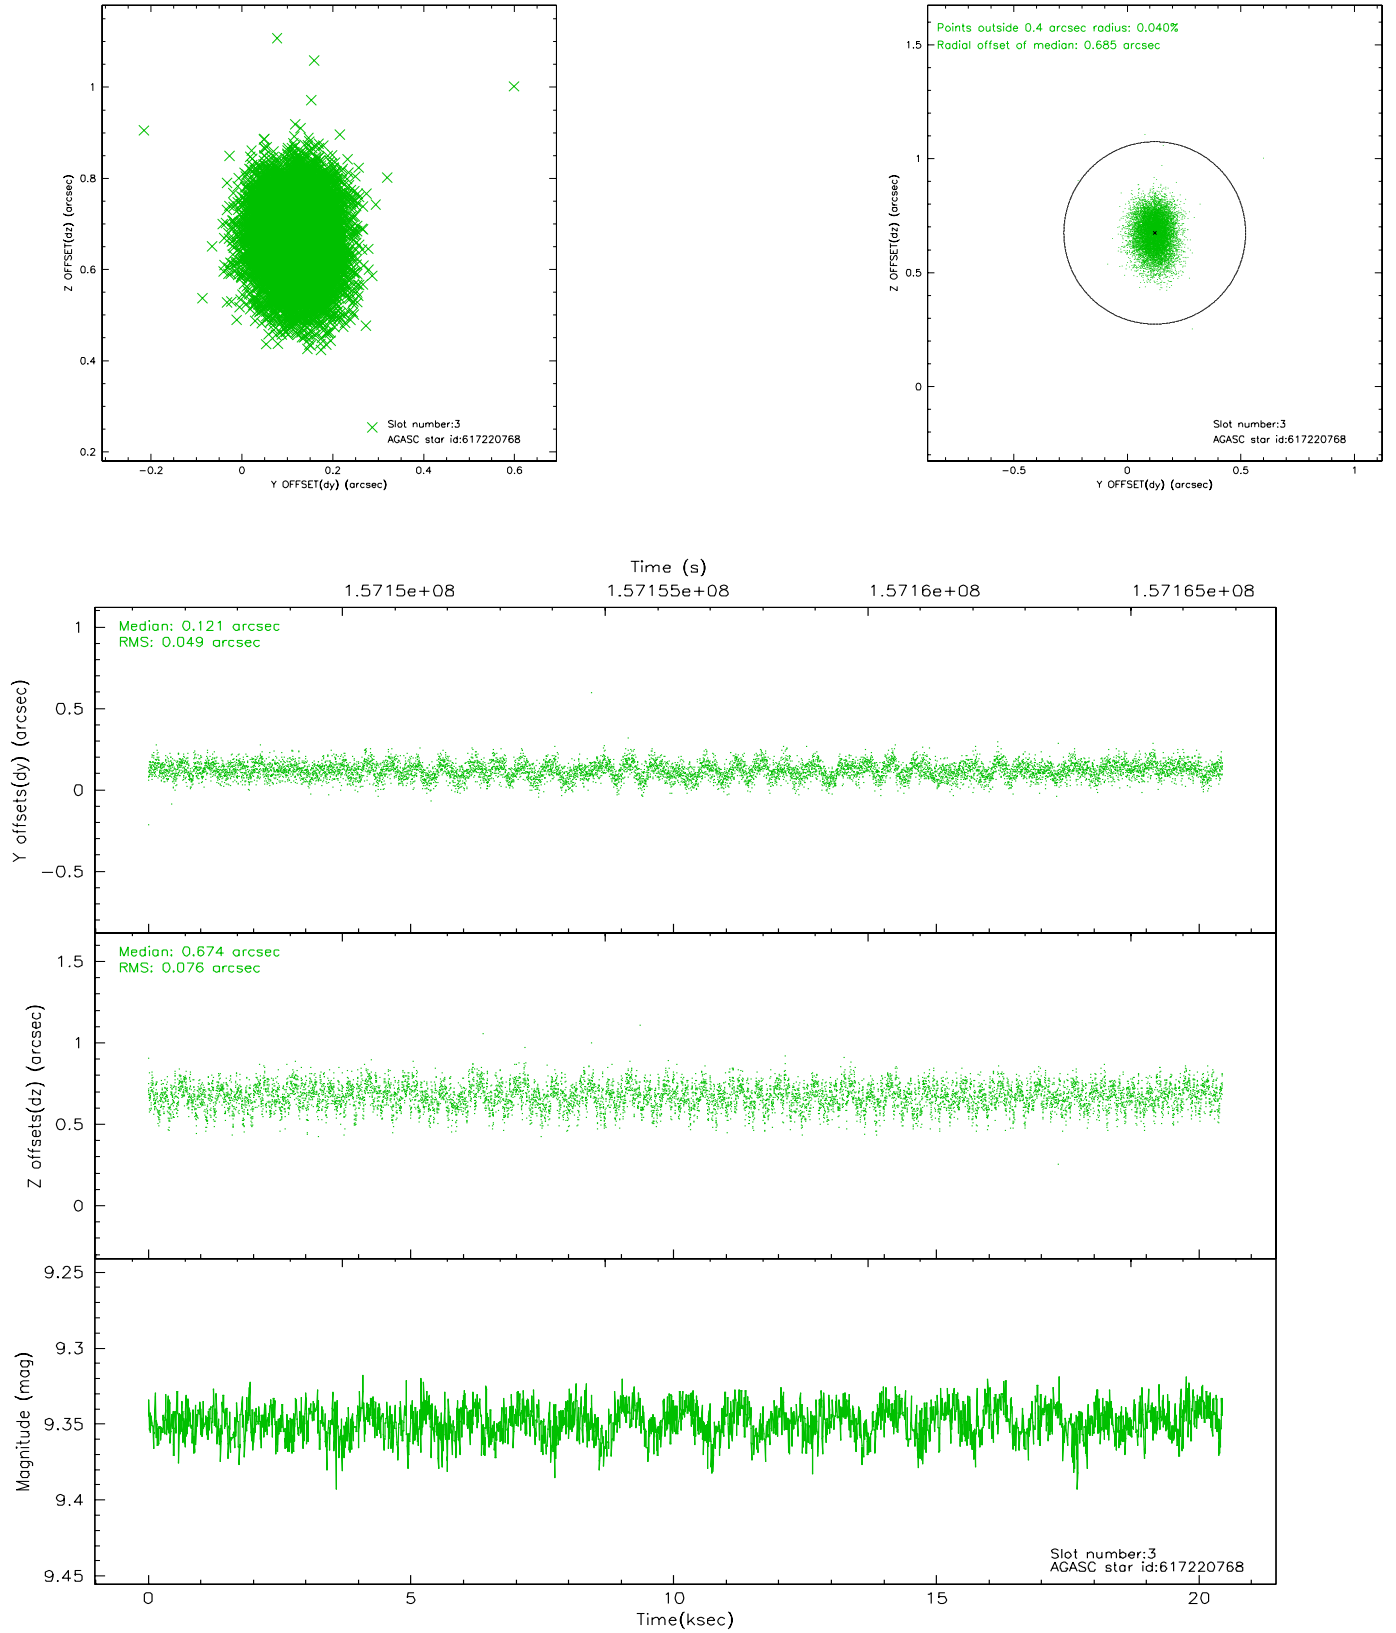 1
0.8
0.6
0.4
0.2
Z OFFSET(dz) (arcsec)
Slot number:3
AGASC star id:617220768
−0.2 0 0.2 0.4 0.6
Y OFFSET(dy) (arcsec)
Points outside 0.4 arcsec radius: 0.040%
Radial offset of median: 0.685 arcsec
1.5
1
0.5
0
Z OFFSET(dz) (arcsec)
Slot number:3
AGASC star id:617220768
−0.5 0 0.5 1
Y OFFSET(dy) (arcsec)
Time (s)
1.5715e+08 1.57155e+08 1.5716e+08 1.57165e+08
Median: 0.121 arcsec
RMS: 0.049 arcsec
1
0.5
0
−0.5
Y offsets(dy) (arcsec)
Median: 0.674 arcsec
RMS: 0.076 arcsec
1.5
1
0.5
0
Z offsets(dz) (arcsec)
9.25
9.3
9.35
9.4
9.45
Magnitude (mag)
Slot number:3
AGASC star id:617220768
0 5 10 15 20
Time(ksec)